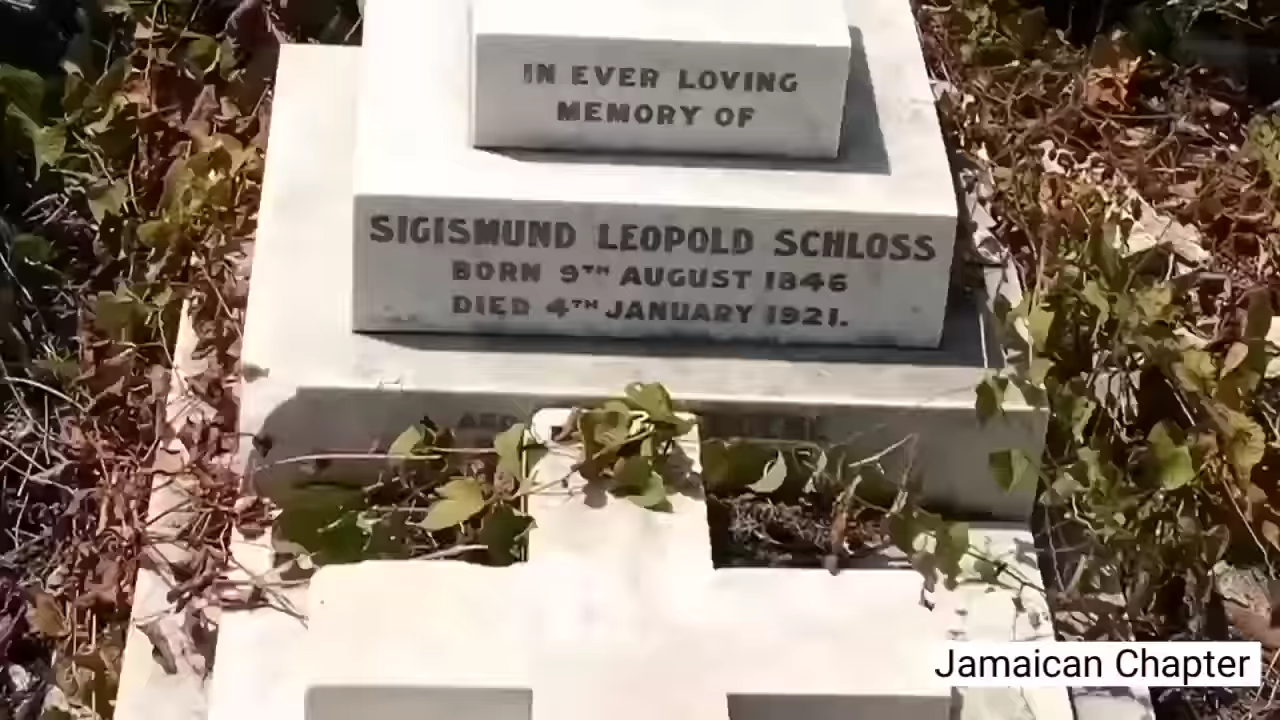 IN EVER LOVING
MEMORY OF
SIGISMUND LEOPOLD SCHLOSS
BORN 9TH AUGUST 1846
DIED 4TH JANUARY 1921.
Jamaican Chapter